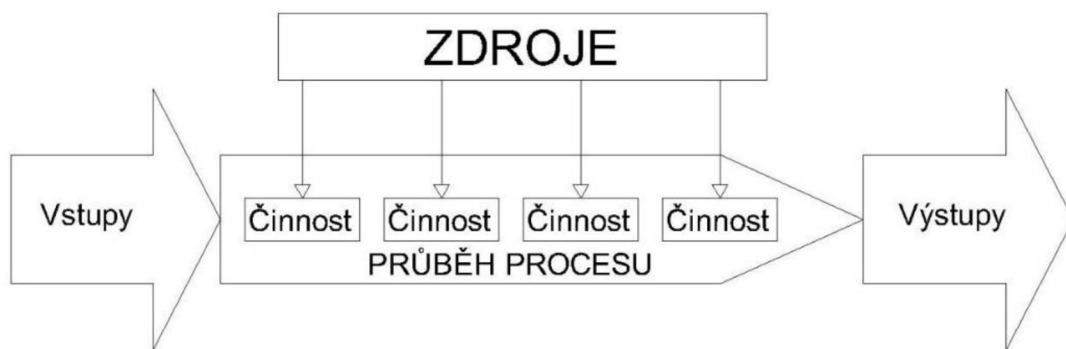 ZDROJE
Vstupy
Činnost
Činnost
Činnost
Činnost
PRŮBĚH PROCESU
Výstupy